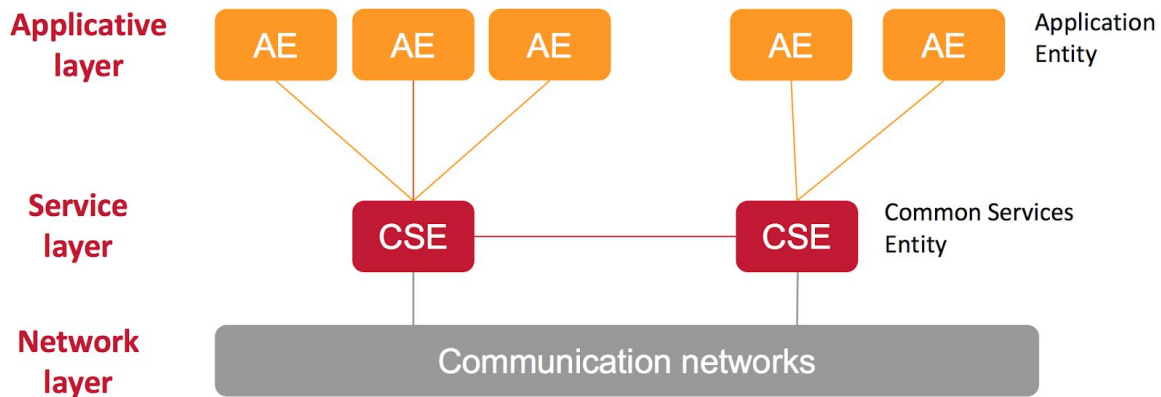 Applicative
layer
AE
AE
AE
AE
AE
Application
Entity
Service
layer
CSE
CSE
Common Services
Entity
Network
layer
Communication networks